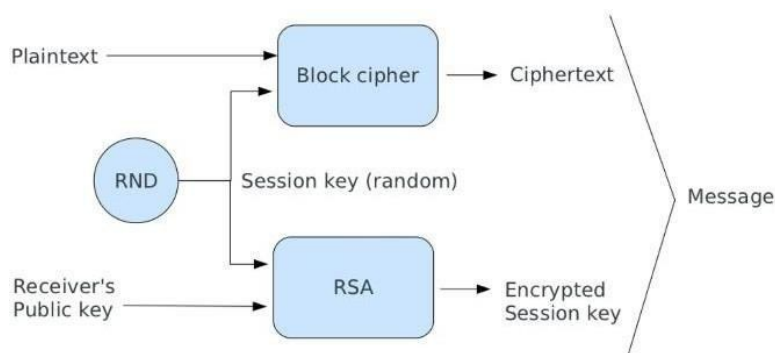 Plaintext
Block cipher
Ciphertext
RND
Session key (random)
Message
Receiver's
Public key
RSA
Encrypted
Session key